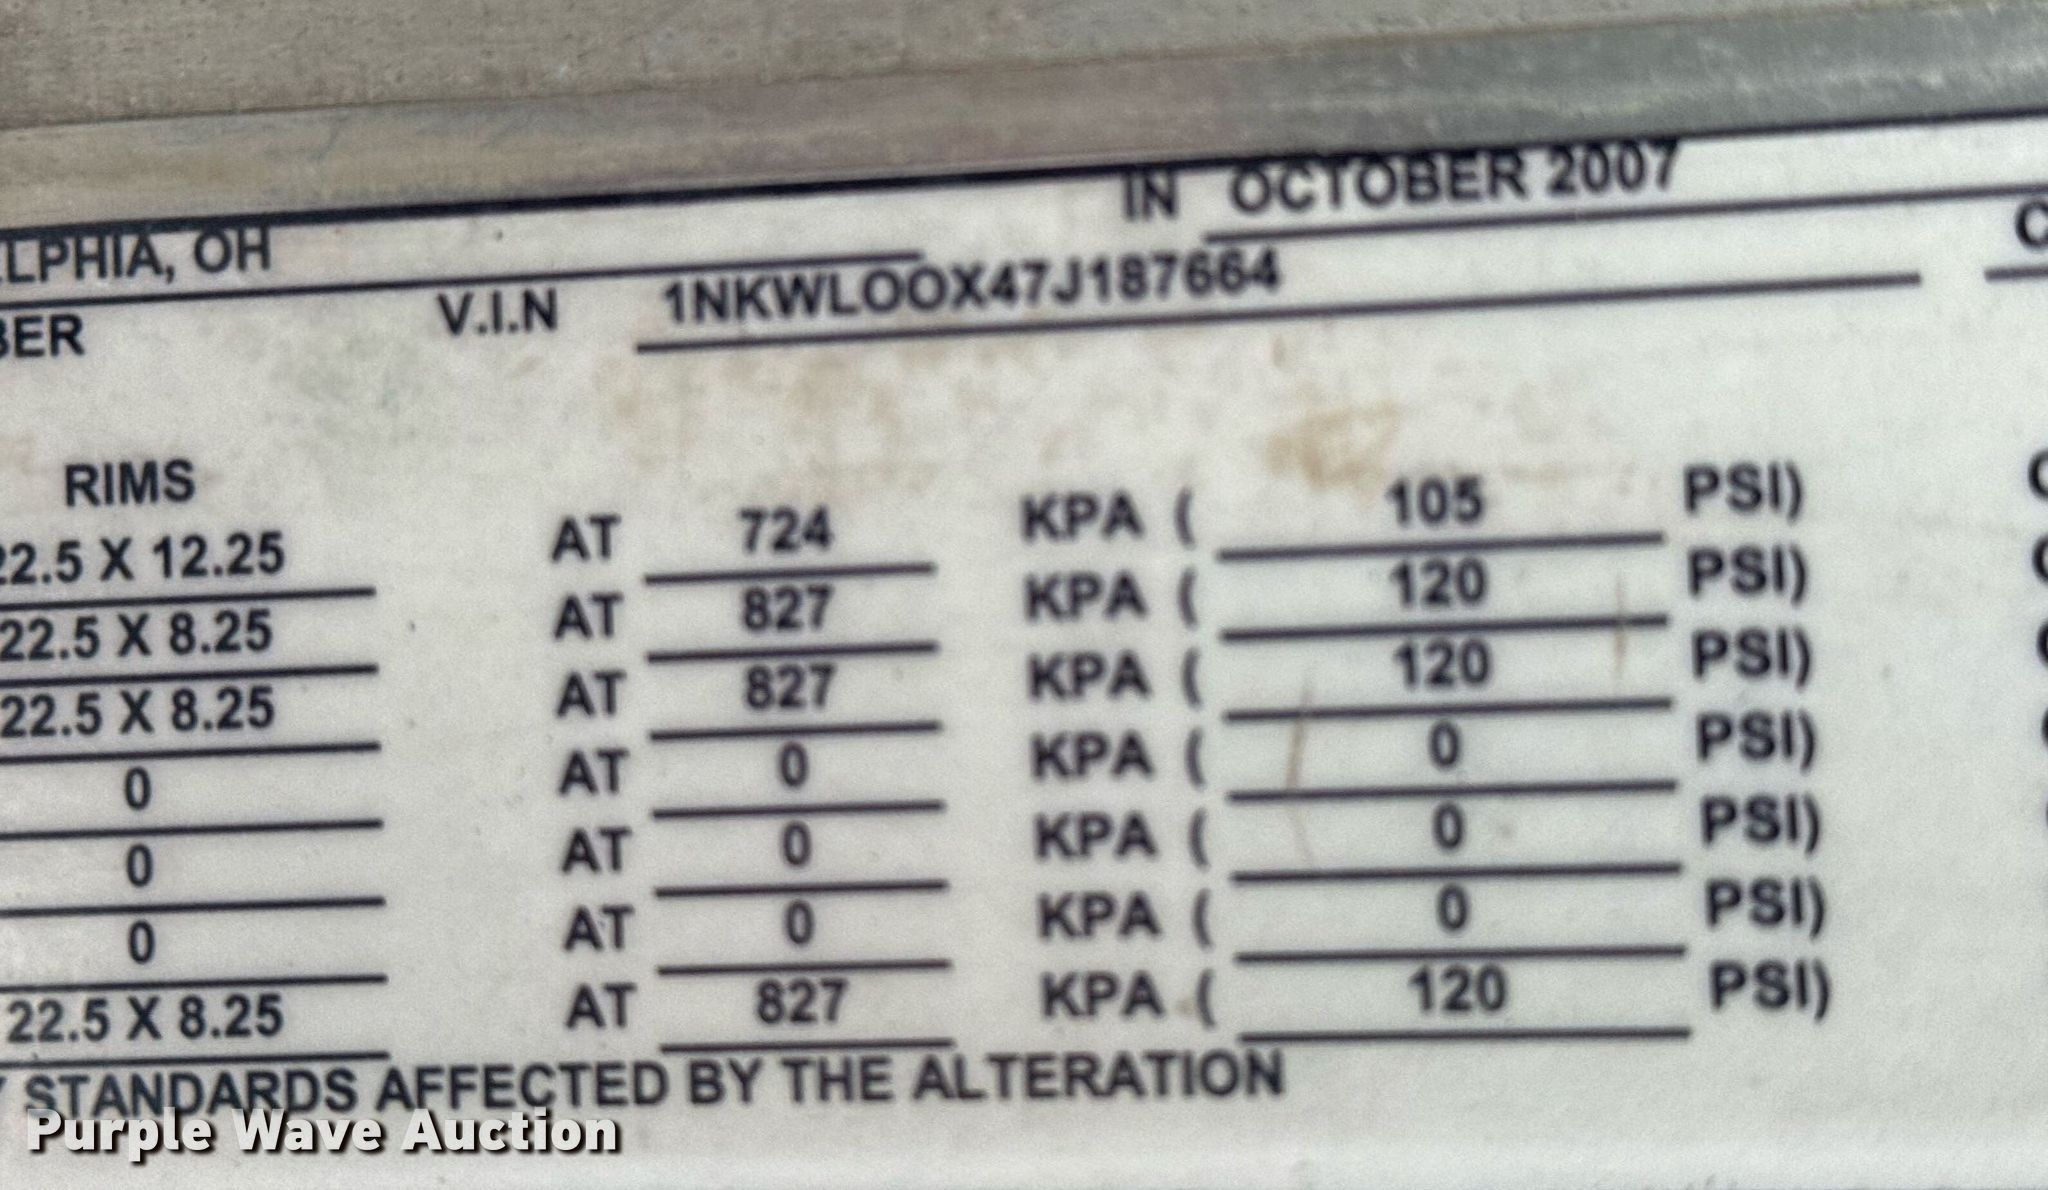 IN OCTOBER 2007
LPHIA, OH
BER V.I.N 1NKWLOOX47J187664 C
RIMS
22.5 X 12.25 AT 724 KPA ( 105 PSI)
22.5 X 8.25 AT 827 KPA ( 120 PSI)
22.5 X 8.25 AT 827 KPA ( 120 PSI)
0 AT 0 KPA ( 0 PSI)
0 AT 0 KPA ( 0 PSI)
0 AT 0 KPA ( 0 PSI)
22.5 X 8.25 AT 827 KPA ( 120 PSI)
STANDARDS AFFECTED BY THE ALTERATION
Purple Wave Auction